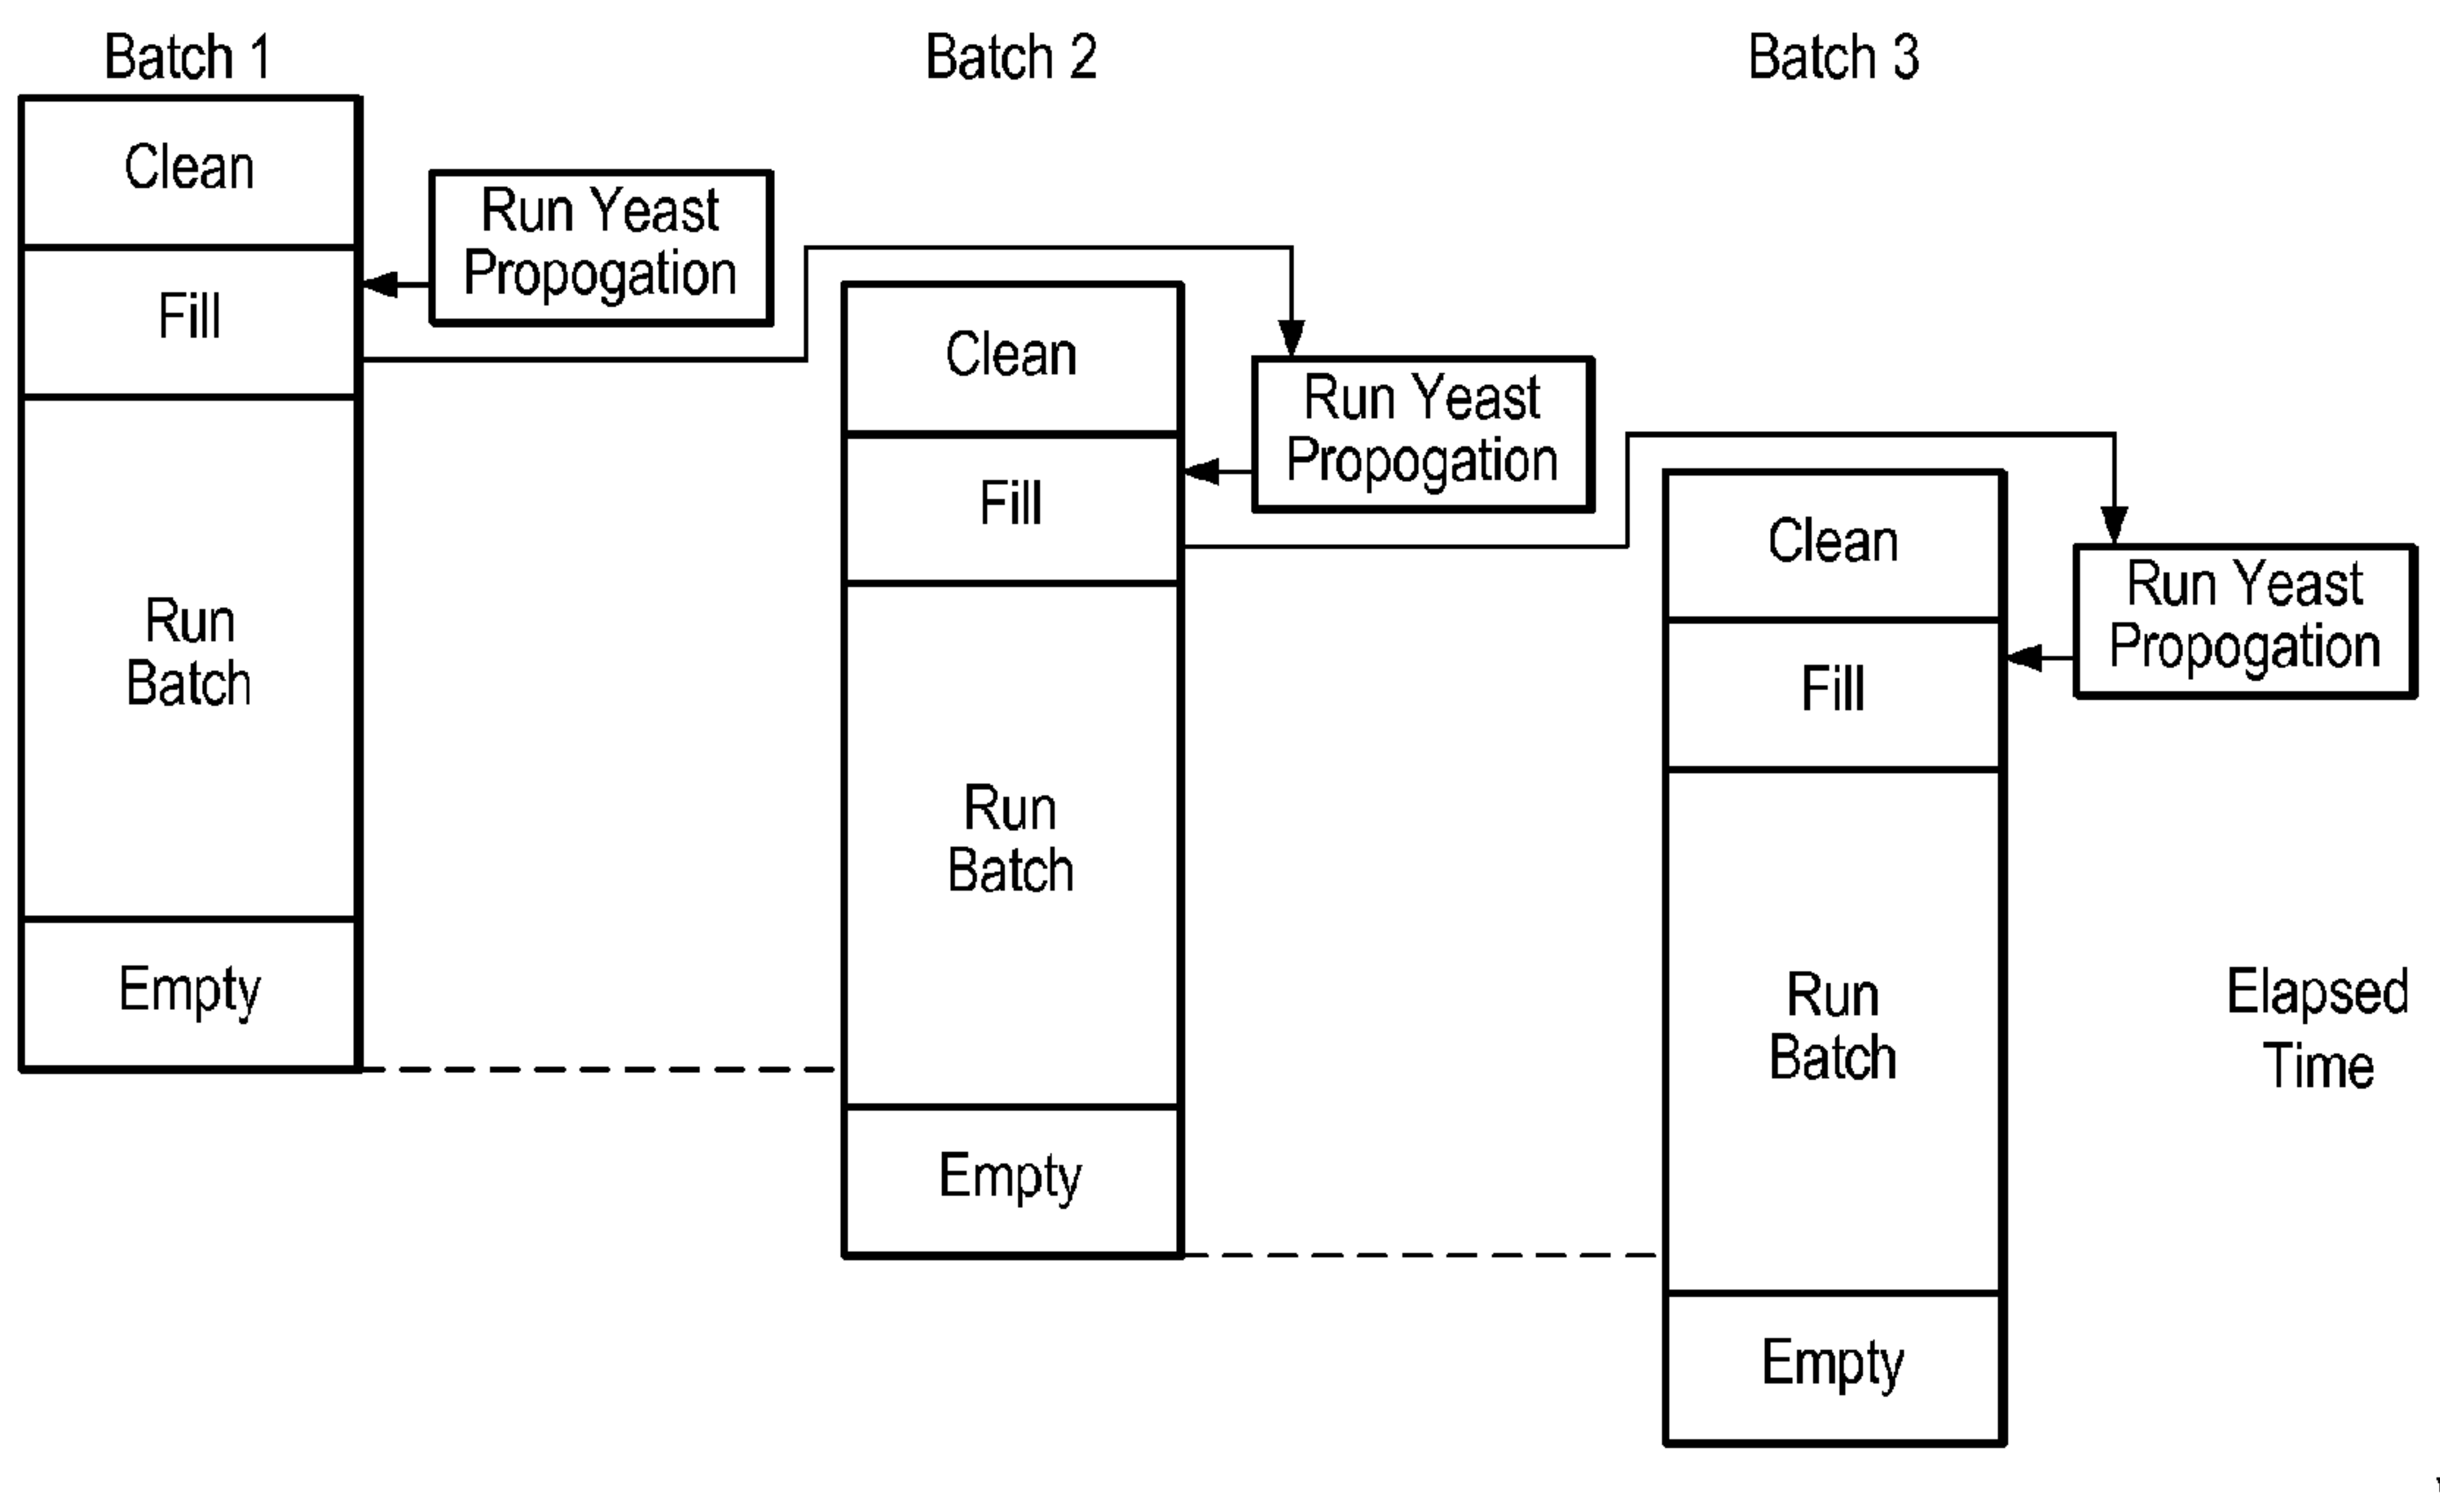 Batch 1
Batch 2
Batch 3
Clean
Run Yeast
Propogation
Fill
Run
Batch
Empty
Clean
Run Yeast
Propogation
Fill
Run
Batch
Empty
Clean
Run Yeast
Propogation
Fill
Run
Batch
Empty
Elapsed
Time